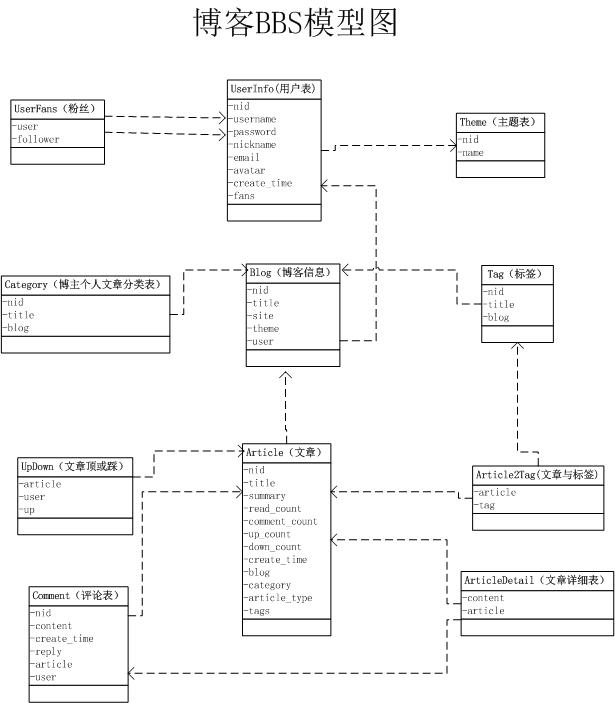 博客BBS模型图
UserFans（粉丝）
-user
-follower
UserInfo(用户表)
-nid
-username
-password
-nickname
-email
-avatar
-create_time
-fans
Theme（主题表）
-nid
-name
Category（博主个人文章分类表）
-nid
-title
-blog
Blog（博客信息）
-nid
-title
-site
-theme
-user
Tag（标签）
-nid
-title
-blog
UpDown（文章顶或踩）
-article
-user
-up
Article（文章）
-nid
-title
-summary
-read_count
-comment_count
-up_count
-down_count
-create_time
-blog
-category
-article_type
-tags
Article2Tag(文章与标签)
-article
-tag
Comment（评论表）
-nid
-content
-create_time
-reply
-article
-user
ArticleDetail（文章详细表）
-content
-article